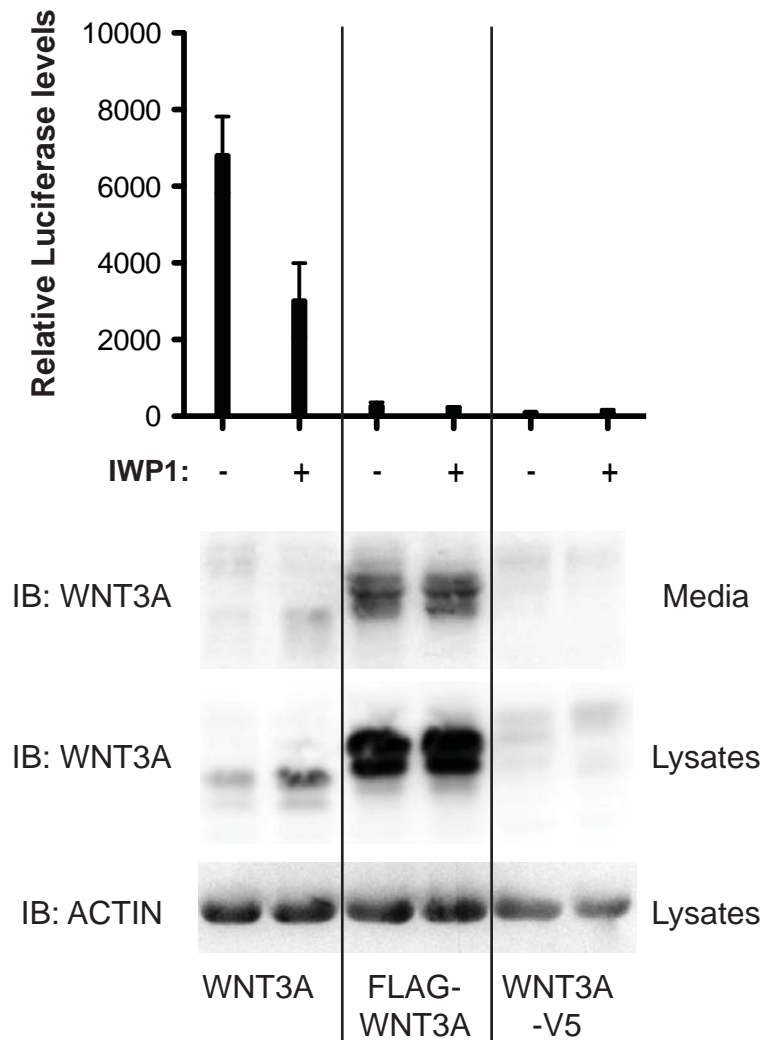 Relative Luciferase levels
10000
8000
6000
4000
2000
0
IWP1: - + - + - +
IB: WNT3A Media
IB: WNT3A Lysates
IB: ACTIN Lysates
WNT3A FLAG- WNT3A
WNT3A -V5